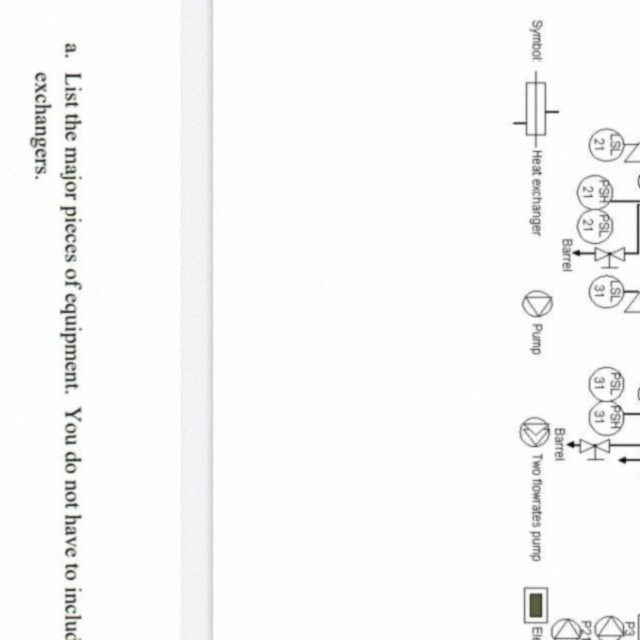 LSL
21
PSH
21
PSL
21
Barrel
LSL
31
PSL
31
PSH
31
Barrel
Symbol:
Heat exchanger
Pump
Two flowrates pump
a. List the major pieces of equipment. You do not have to
exchangers.